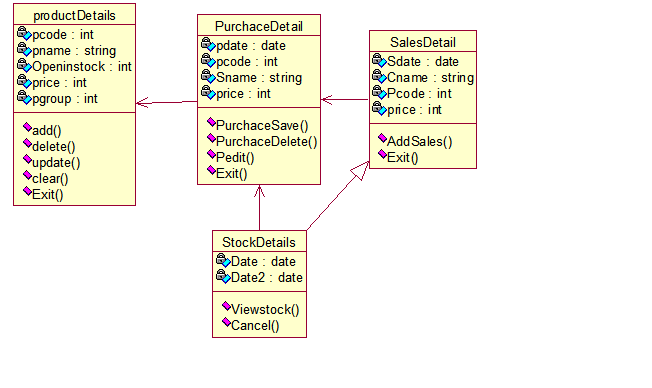 productDetails
pcode : int
pname : string
Openinstock : int
price : int
pgroup : int
add()
delete()
update()
clear()
Exit()
PurchaceDetail
pdate : date
pcode : int
Sname : string
price : int
PurchaceSave()
PurchaceDelete()
Pedit()
Exit()
SalesDetail
Sdate : date
Cname : string
Pcode : int
price : int
AddSales()
Exit()
StockDetails
Date : date
Date2 : date
Viewstock()
Cancel()